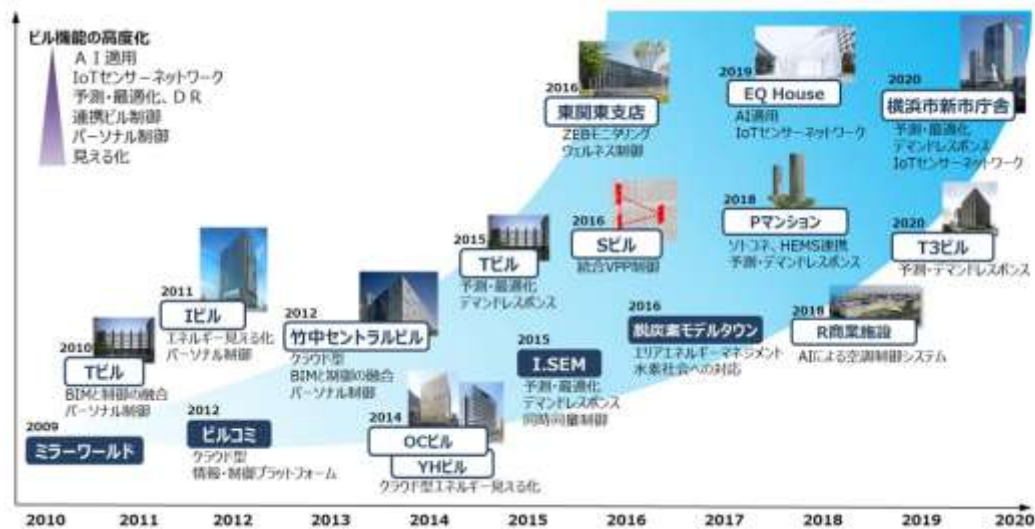 ビル機能の高度化
AI適用
IoTセンサーネットワーク
予測・最適化、DR
連携ビル制御
パーソナル制御
見える化
2016
東関東支店
ZEBモニタリング
ウェルネス制御
2019
EQ House
AI適用
IoTセンサーネットワーク
2020
横浜市新市庁舎
予測・最適化
デマンドレスポンス
IoTセンサーネットワーク
2015
Tビル
予測・最適化
デマンドレスポンス
2016
Sビル
統合VPP制御
2018
Pマンション
ソトコネ、HEMS連携
予測・デマンドレスポンス
2020
T3ビル
予測・デマンドレスポンス
2011
Iビル
エネルギー見える化
パーソナル制御
2012
竹中セントラルビル
クラウド型
BIMと制御の融合
パーソナル制御
2010
Tビル
BIMと制御の融合
パーソナル制御
2015
I.SEM
予測・最適化
デマンドレスポンス
同時同量制御
2016
脱炭素モデルタウン
エリアエネルギーマネジメント
水素社会への対応
2018
R商業施設
AIによる空調制御システム
2009
ミラーワールド
2012
ビルコミ
クラウド型
情報・制御プラットフォーム
2014
OCビル
YHビル
クラウド型エネルギー見える化
2010 2011 2012 2013 2014 2015 2016 2017 2018 2019 2020